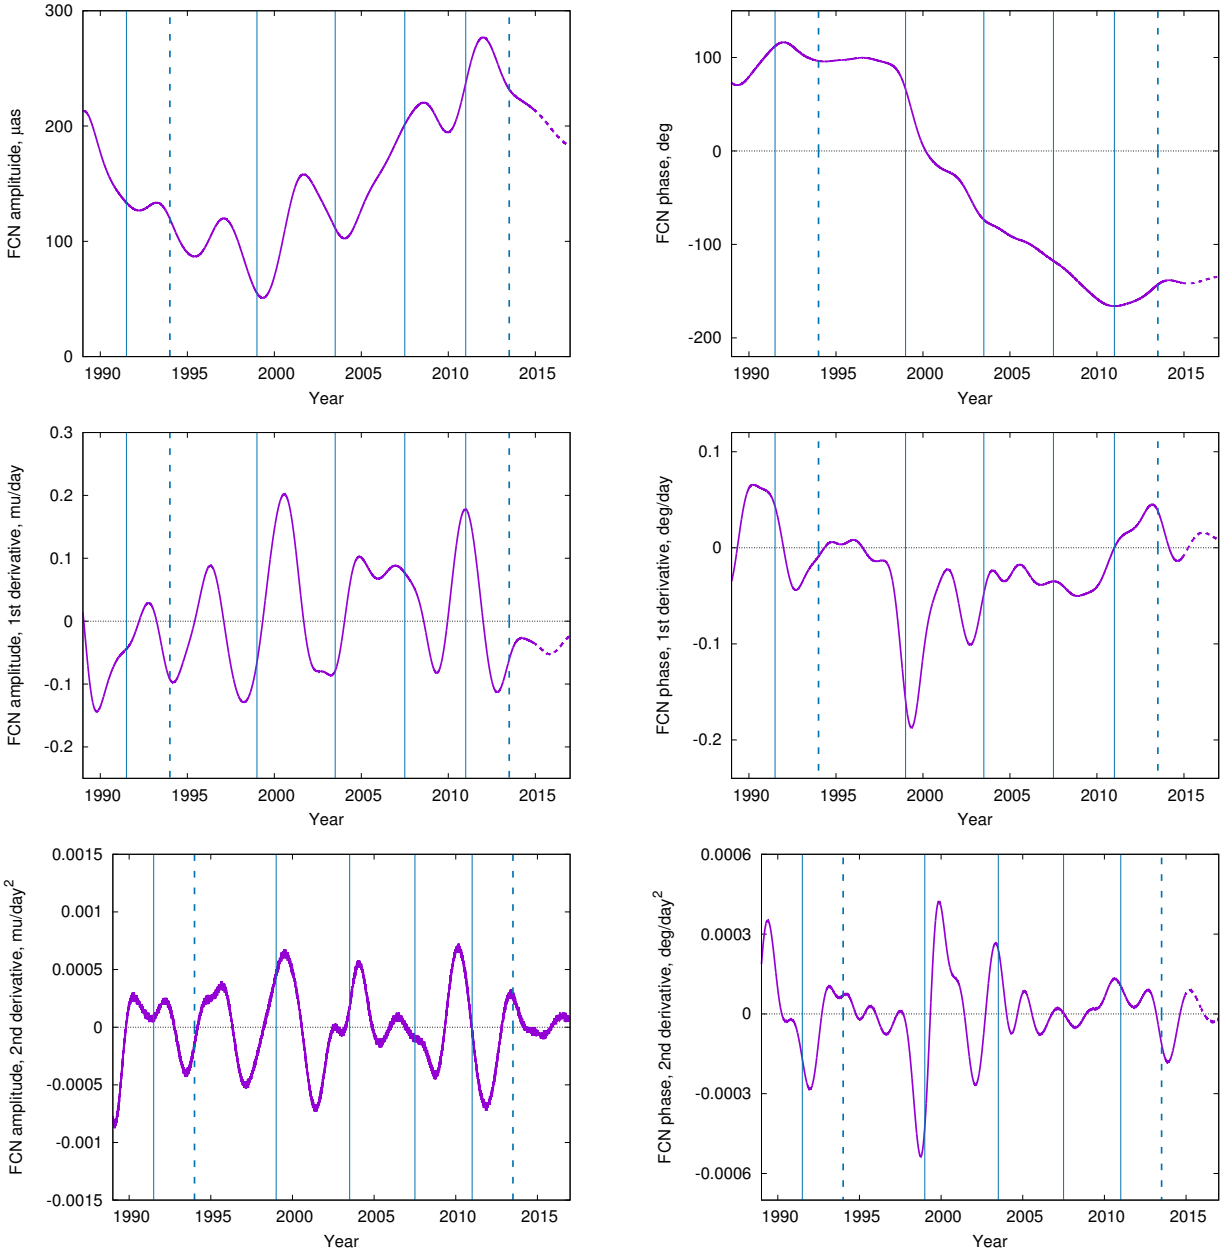 FCN amplituide, µas
300
200
100
0
1990 1995 2000 2005 2010 2015
Year
FCN phase, deg
100
0
-100
-200
1990 1995 2000 2005 2010 2015
Year
FCN amplitude, 1st derivative, mu/day
0.3
0.2
0.1
0
-0.1
-0.2
1990 1995 2000 2005 2010 2015
Year
FCN phase, 1st derivative, deg/day
0.1
0
-0.1
-0.2
1990 1995 2000 2005 2010 2015
Year
FCN amplitude, 2nd derivative, mu/day²
0.0015
0.001
0.0005
0
-0.0005
-0.001
-0.0015
1990 1995 2000 2005 2010 2015
Year
FCN phase, 2nd derivative, deg/day²
0.0006
0.0003
0
-0.0003
-0.0006
1990 1995 2000 2005 2010 2015
Year